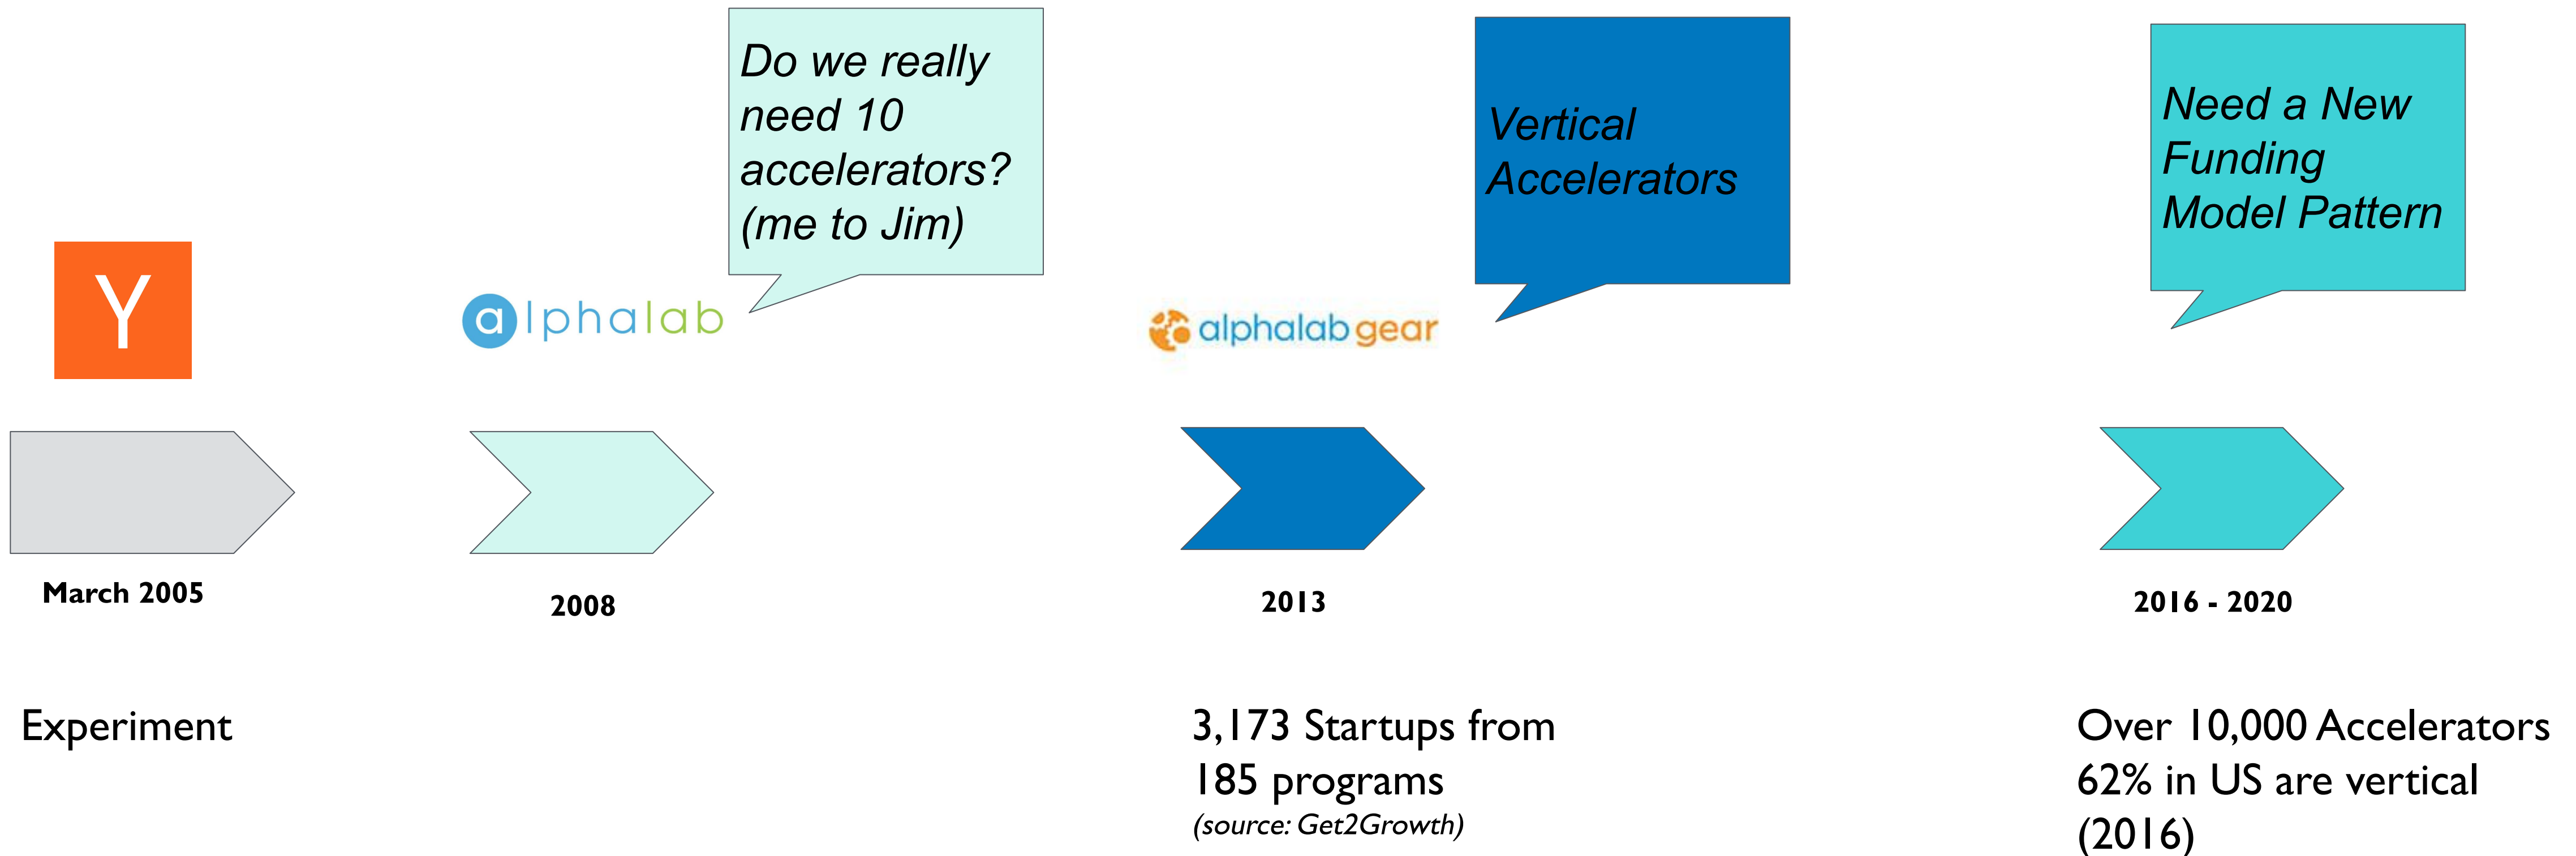 Do we really
need 10
accelerators?
(me to Jim)
Vertical
Accelerators
Need a New
Funding
Model Pattern
Y
alphalab
alphalab gear
March 2005
2008
2013
2016 - 2020
Experiment
3,173 Startups from
185 programs
(source: Get2Growth)
Over 10,000 Accelerators
62% in US are vertical
(2016)